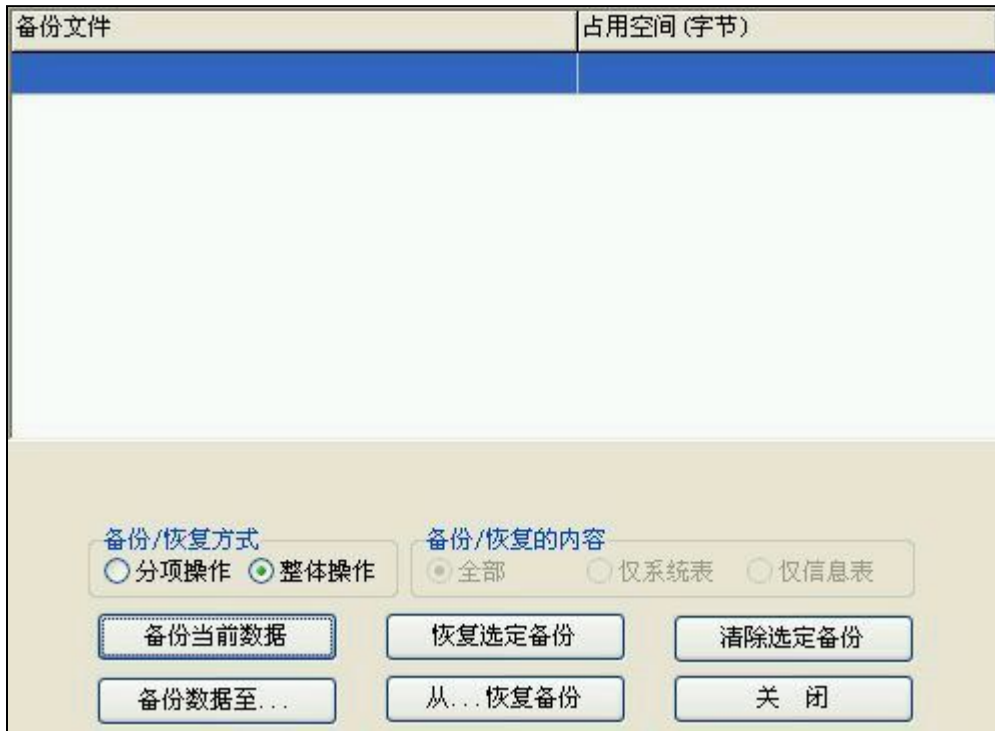 备份文件 占用空间(字节)
备份/恢复方式 备份/恢复的内容
分项操作 整体操作 全部 仅系统表 仅信息表
备份当前数据 恢复选定备份 清除选定备份
备份数据至... 从...恢复备份 关 闭